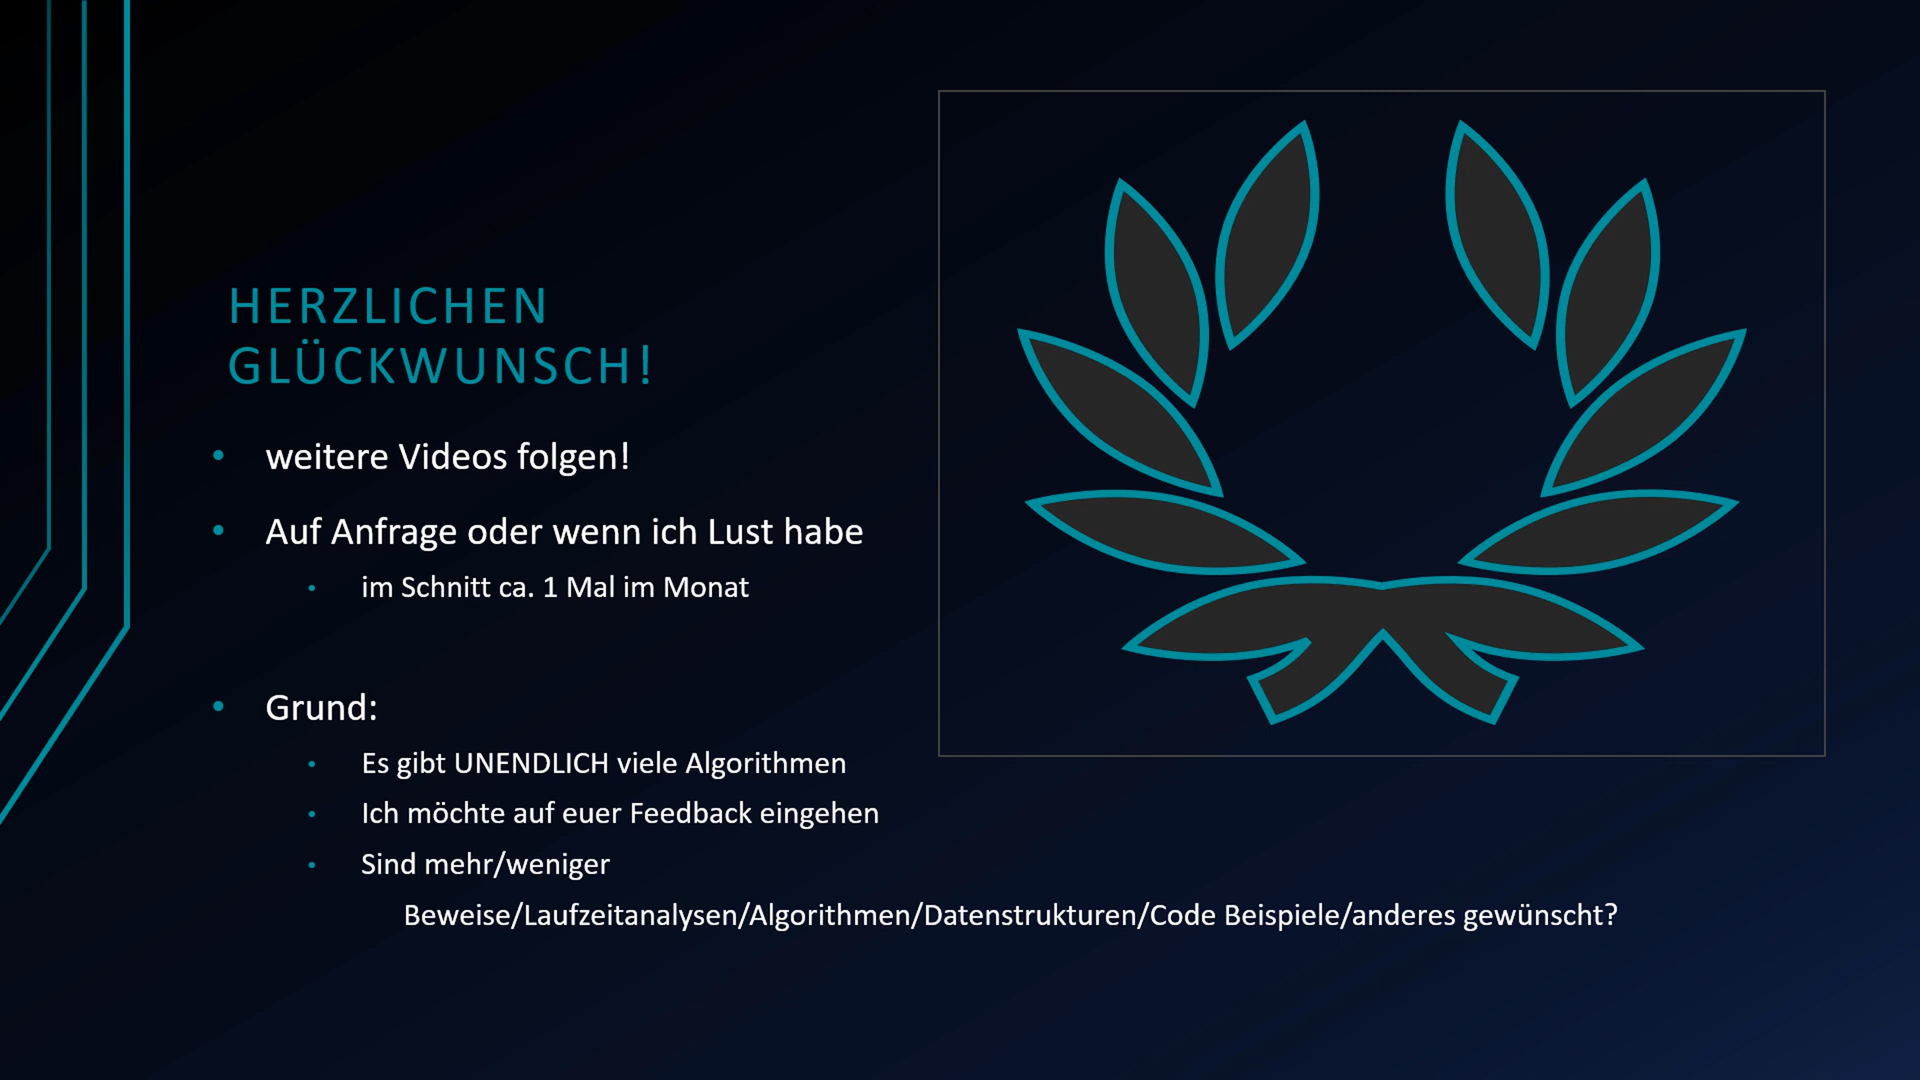 HERZLICHEN
GLÜCKWUNSCH!
• weitere Videos folgen!
• Auf Anfrage oder wenn ich Lust habe
• im Schnitt ca. 1 Mal im Monat
• Grund:
• Es gibt UNENDLICH viele Algorithmen
• Ich möchte auf euer Feedback eingehen
• Sind mehr/weniger
Beweise/Laufzeitanalysen/Algorithmen/Datenstrukturen/Code Beispiele/anderes gewünscht?